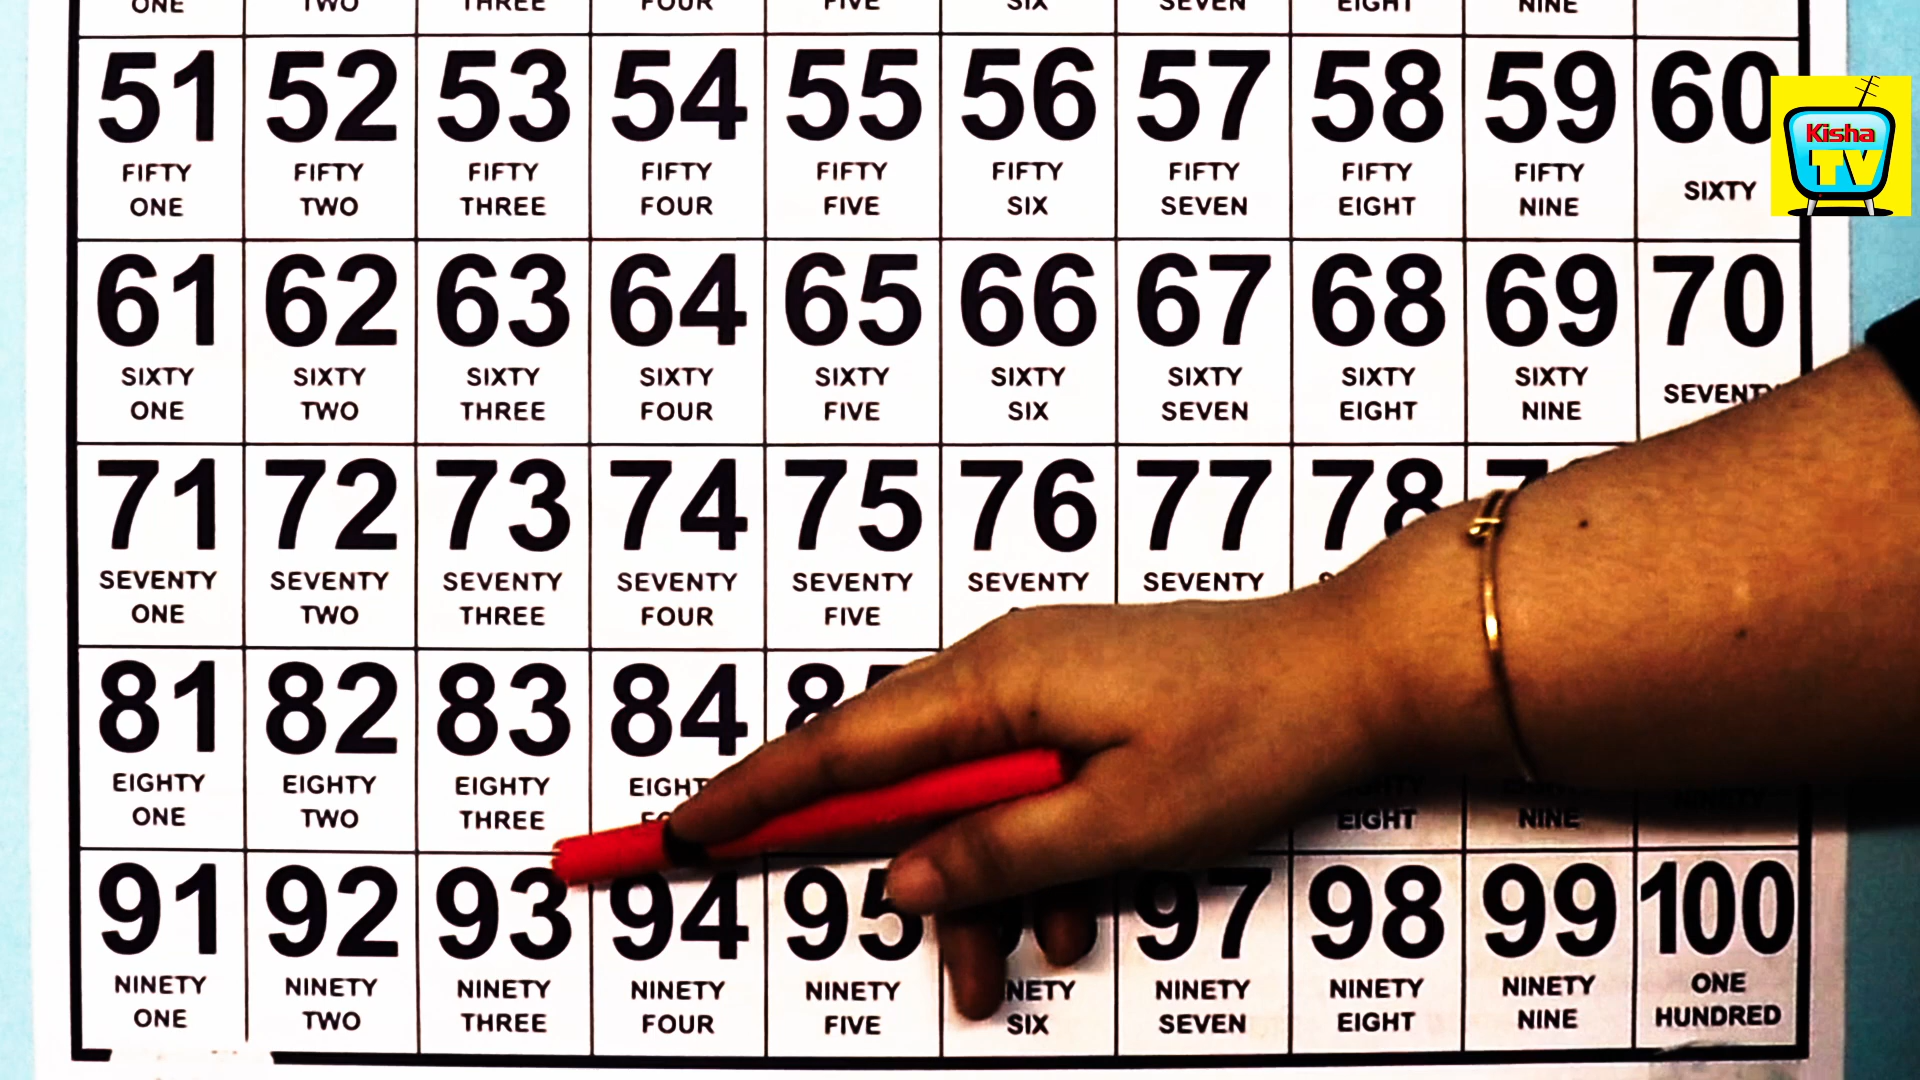 ONE TWO THREE FOUR FIVE SIX SEVEN EIGHT NINE
51 52 53 54 55 56 57 58 59 60
FIFTY FIFTY FIFTY FIFTY FIFTY FIFTY FIFTY FIFTY FIFTY SIXTY
ONE TWO THREE FOUR FIVE SIX SEVEN EIGHT NINE
Kisha
TV
61 62 63 64 65 66 67 68 69 70
SIXTY SIXTY SIXTY SIXTY SIXTY SIXTY SIXTY SIXTY SIXTY SEVENTY
ONE TWO THREE FOUR FIVE SIX SEVEN EIGHT NINE
71 72 73 74 75 76 77 78
SEVENTY SEVENTY SEVENTY SEVENTY SEVENTY SEVENTY SEVENTY
ONE TWO THREE FOUR FIVE
81 82 83 84
EIGHTY EIGHTY EIGHTY EIGHTY NINETY
ONE TWO THREE EIGHT NINE
91 92 93 94 95 97 98 99 100
NINETY NINETY NINETY NINETY NINETY NINETY NINETY NINETY NINETY ONE
ONE TWO THREE FOUR FIVE SIX SEVEN EIGHT NINE HUNDRED